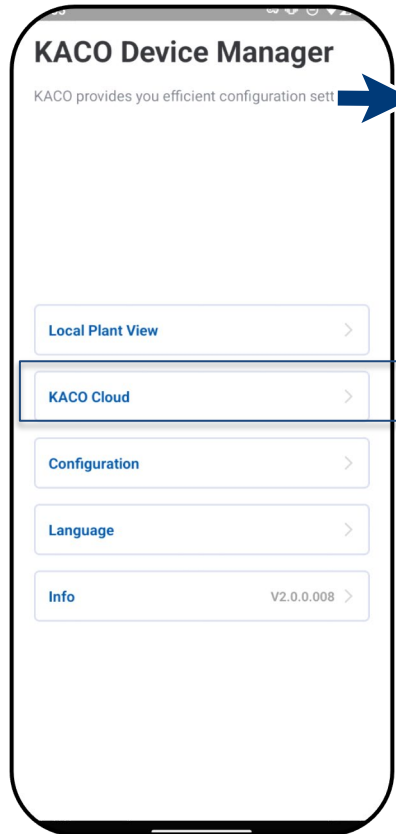 KACO Device Manager
KACO provides you efficient configuration sett
Local Plant View
KACO Cloud
Configuration
Language
Info V2.0.0.008